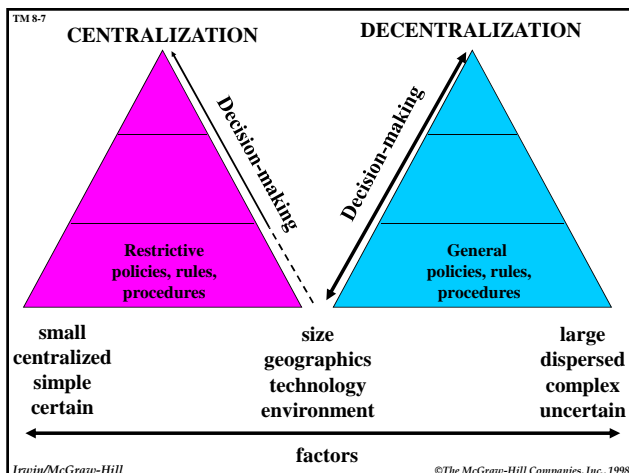 TM 8-7
CENTRALIZATION
DECENTRALIZATION
Decision-making
Decision-making
Restrictive
policies, rules,
procedures
General
policies, rules,
procedures
small
centralized
simple
certain
size
geographics
technology
environment
large
dispersed
complex
uncertain
factors
Irwin/McGraw-Hill
©The McGraw-Hill Companies, Inc., 1998